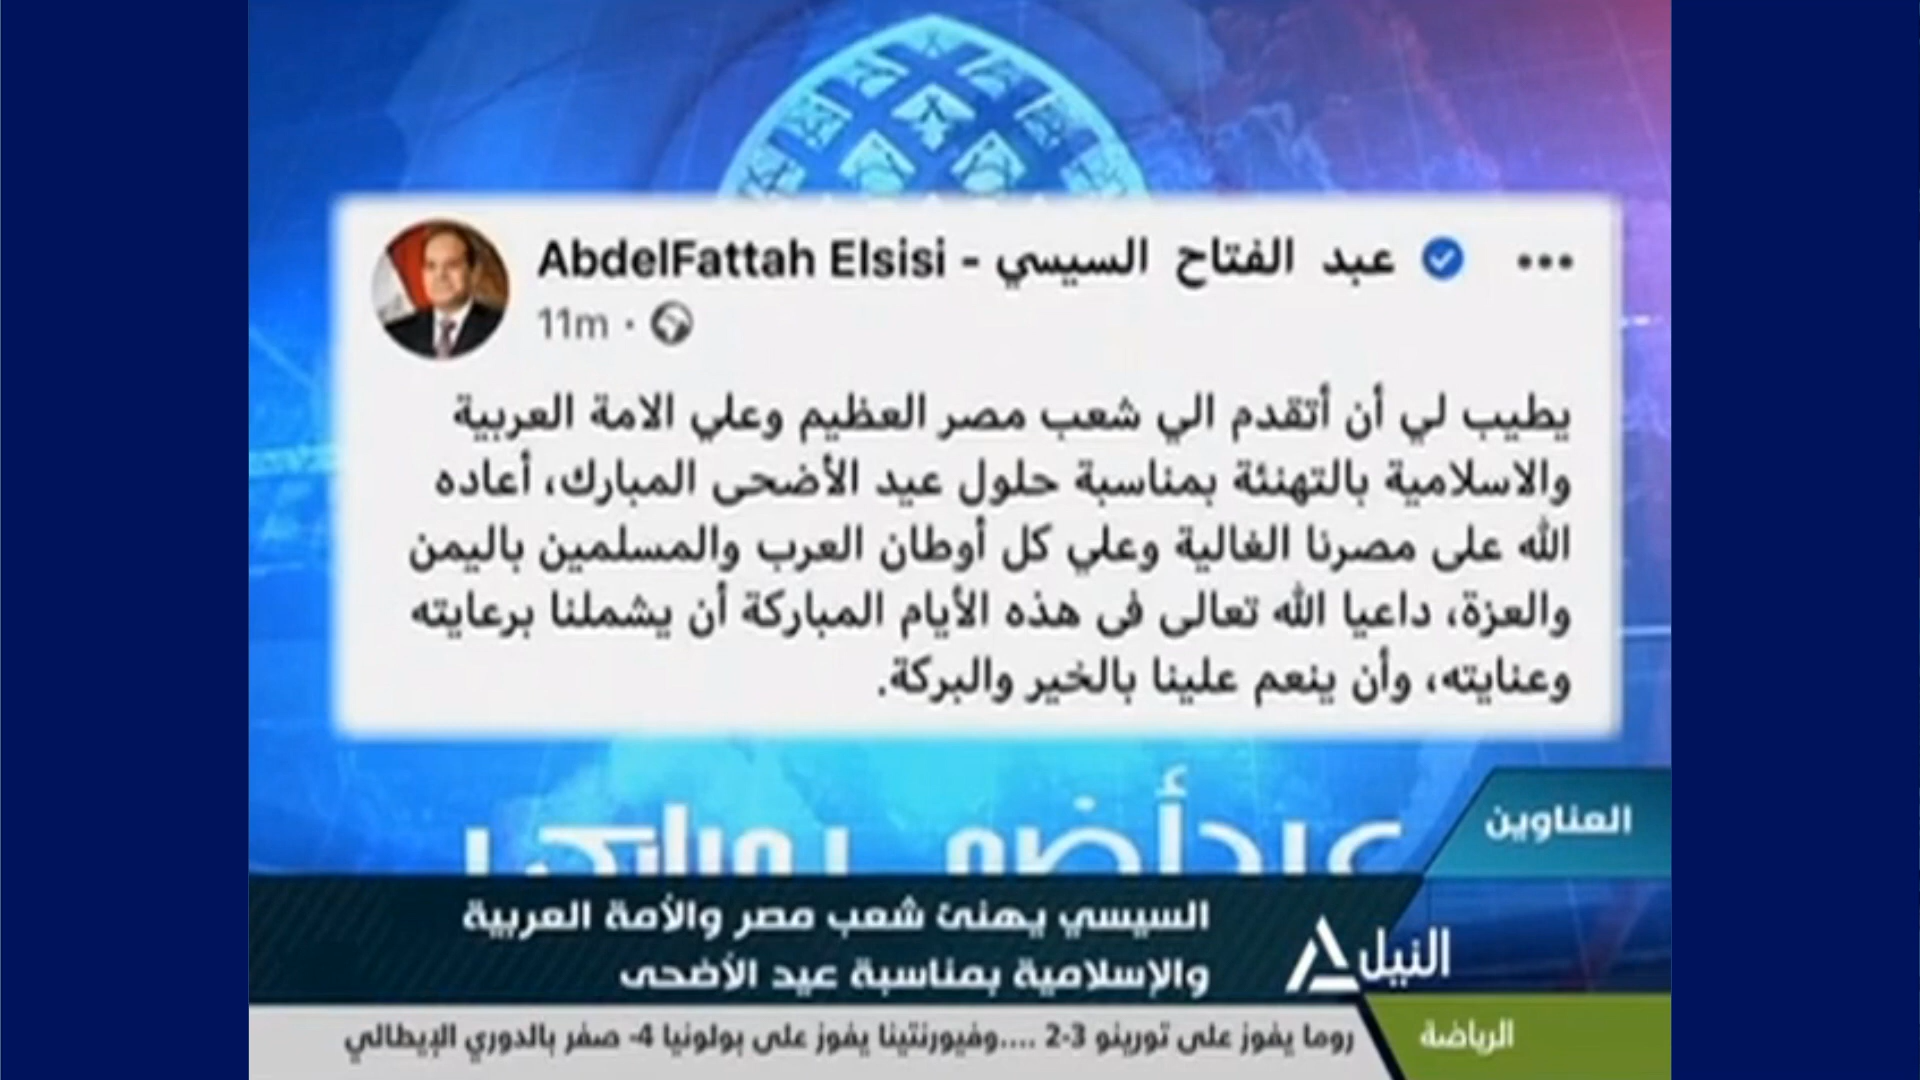 AbdelFattah Elsisi - عبد الفتاح السيسي
11m
يطيب لي أن أتقدم الي شعب مصر العظيم وعلي الامة العربية
والاسلامية بالتهنئة بمناسبة حلول عيد الأضحى المبارك، أعاده
الله على مصرنا الغالية وعلي كل أوطان العرب والمسلمين باليمن
والعزة، داعيا الله تعالى فى هذه الأيام المباركة أن يشملنا برعايته
وعنايته، وأن ينعم علينا بالخير والبركة.
العناوين
السيسي يهنئ شعب مصر والأمة العربية
والإسلامية بمناسبة عيد الأضحى
النيل
الرياضة
روما يفوز على تورينو 3-2 ....وفيورنتينا يفوز على بولونيا 4- صفر بالدوري الإيطالي